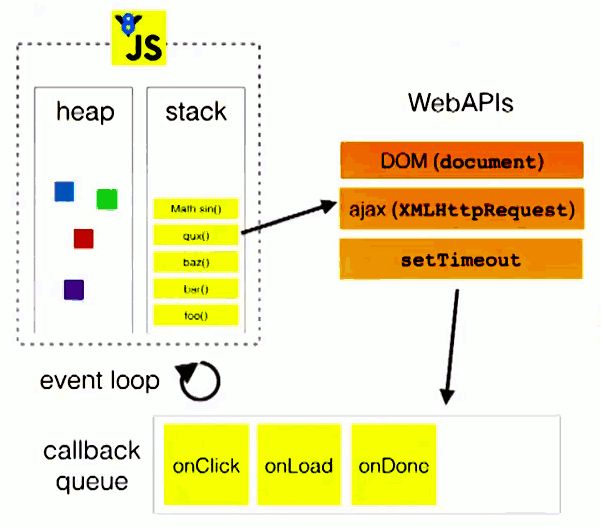 JS
heap
stack
WebAPIs
Math sin()
qux()
baz()
bar()
foo()
DOM (document)
ajax (XMLHttpRequest)
setTimeout
event loop
callback
queue
onClick
onLoad
onDone